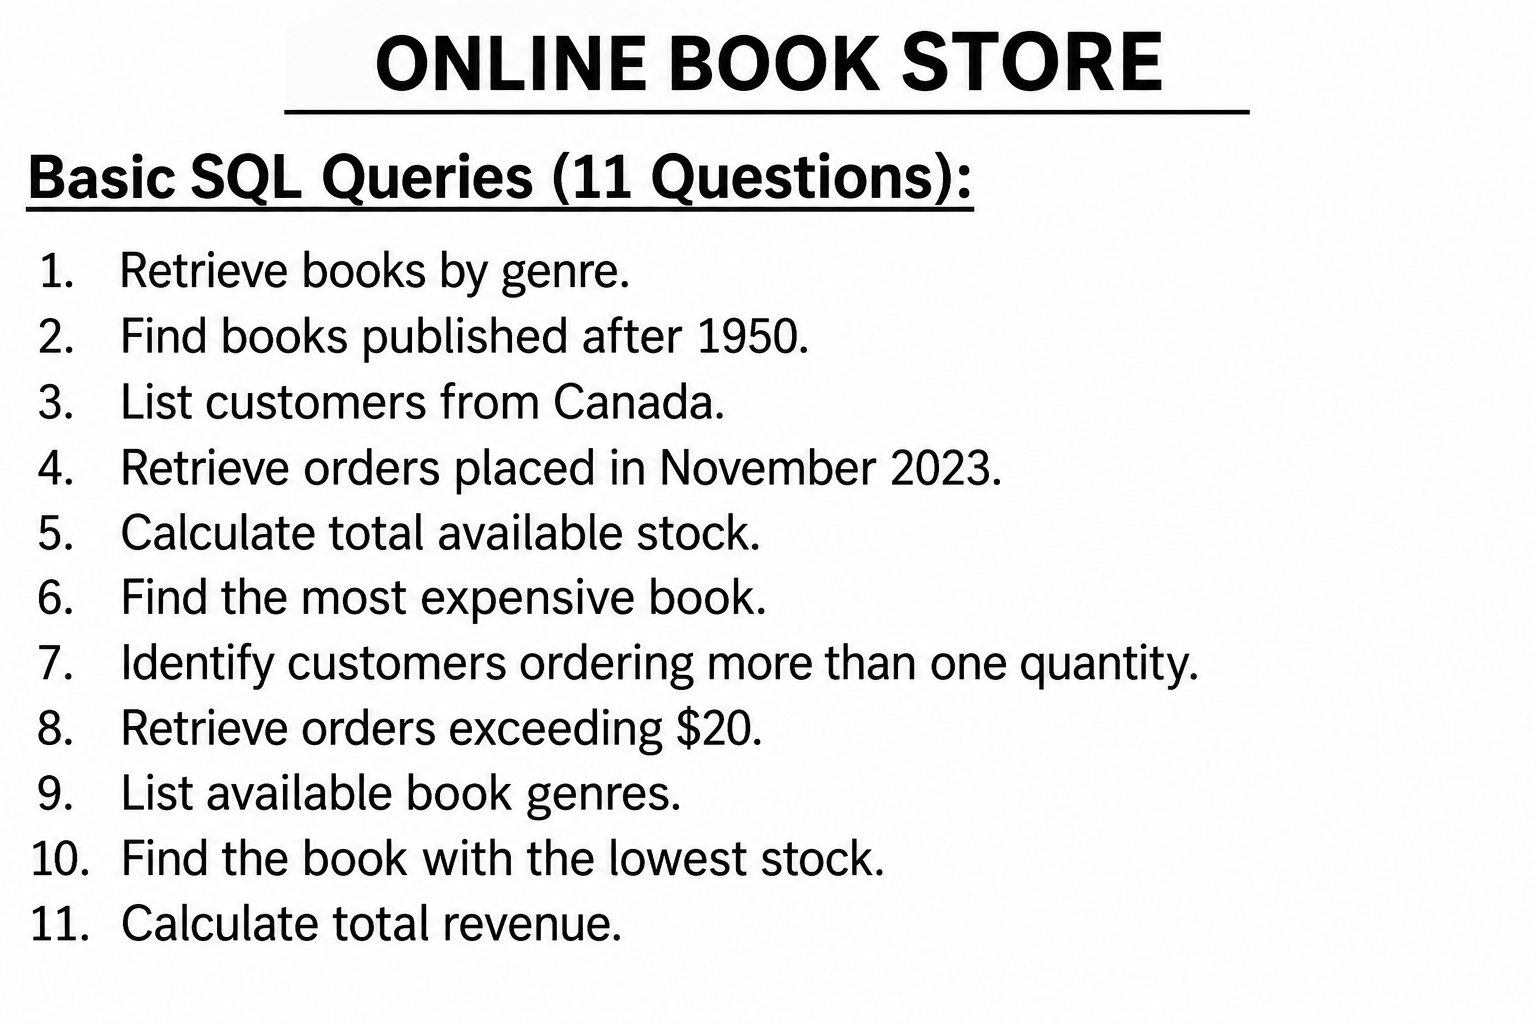 ONLINE BOOK STORE
Basic SQL Queries (11 Questions):
1. Retrieve books by genre.
2. Find books published after 1950.
3. List customers from Canada.
4. Retrieve orders placed in November 2023.
5. Calculate total available stock.
6. Find the most expensive book.
7. Identify customers ordering more than one quantity.
8. Retrieve orders exceeding $20.
9. List available book genres.
10. Find the book with the lowest stock.
11. Calculate total revenue.